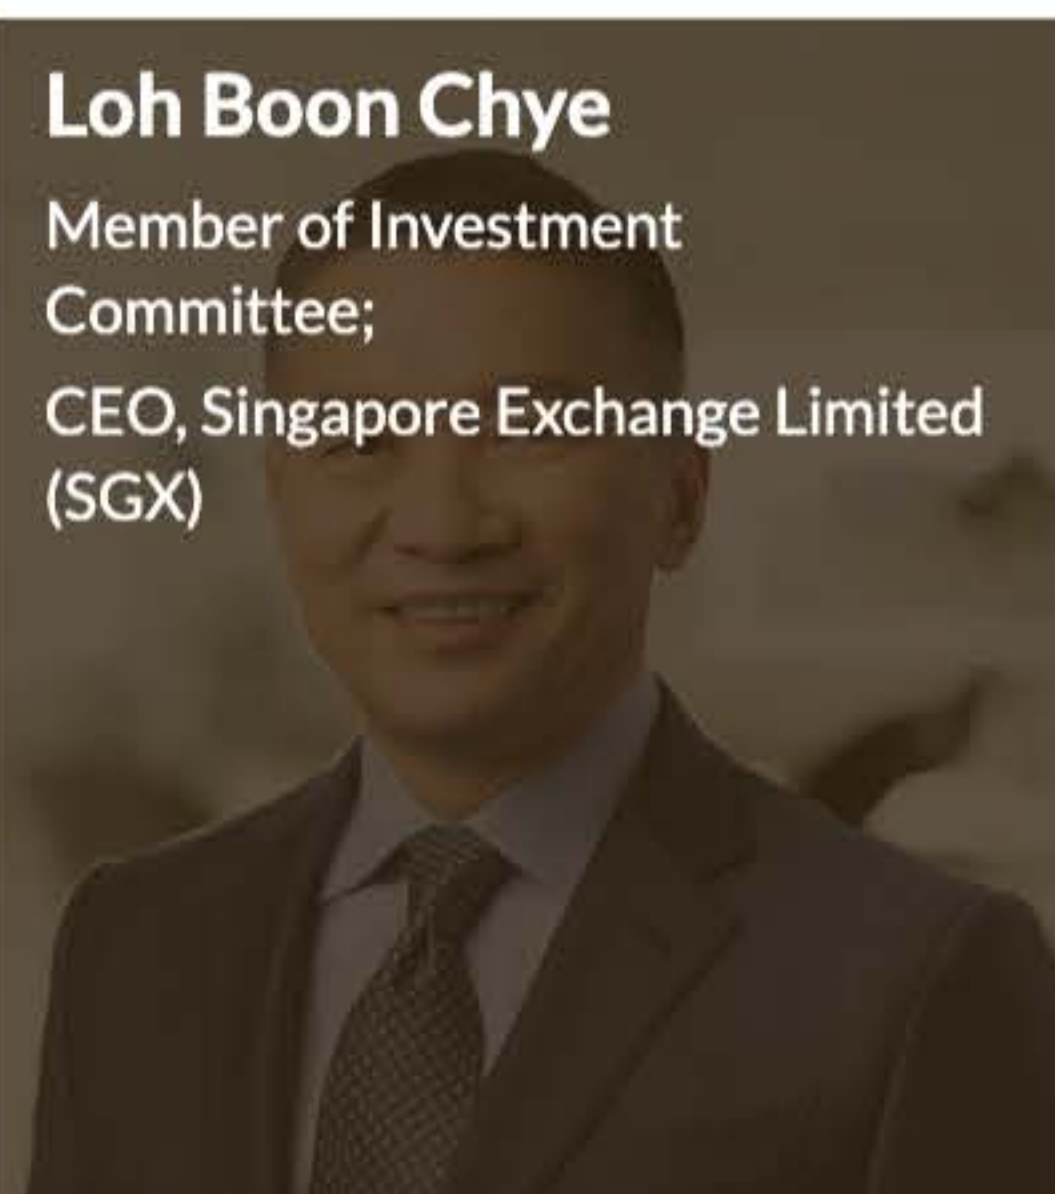 Loh Boon Chye
Member of Investment
Committee;
CEO, Singapore Exchange Limited
(SGX)